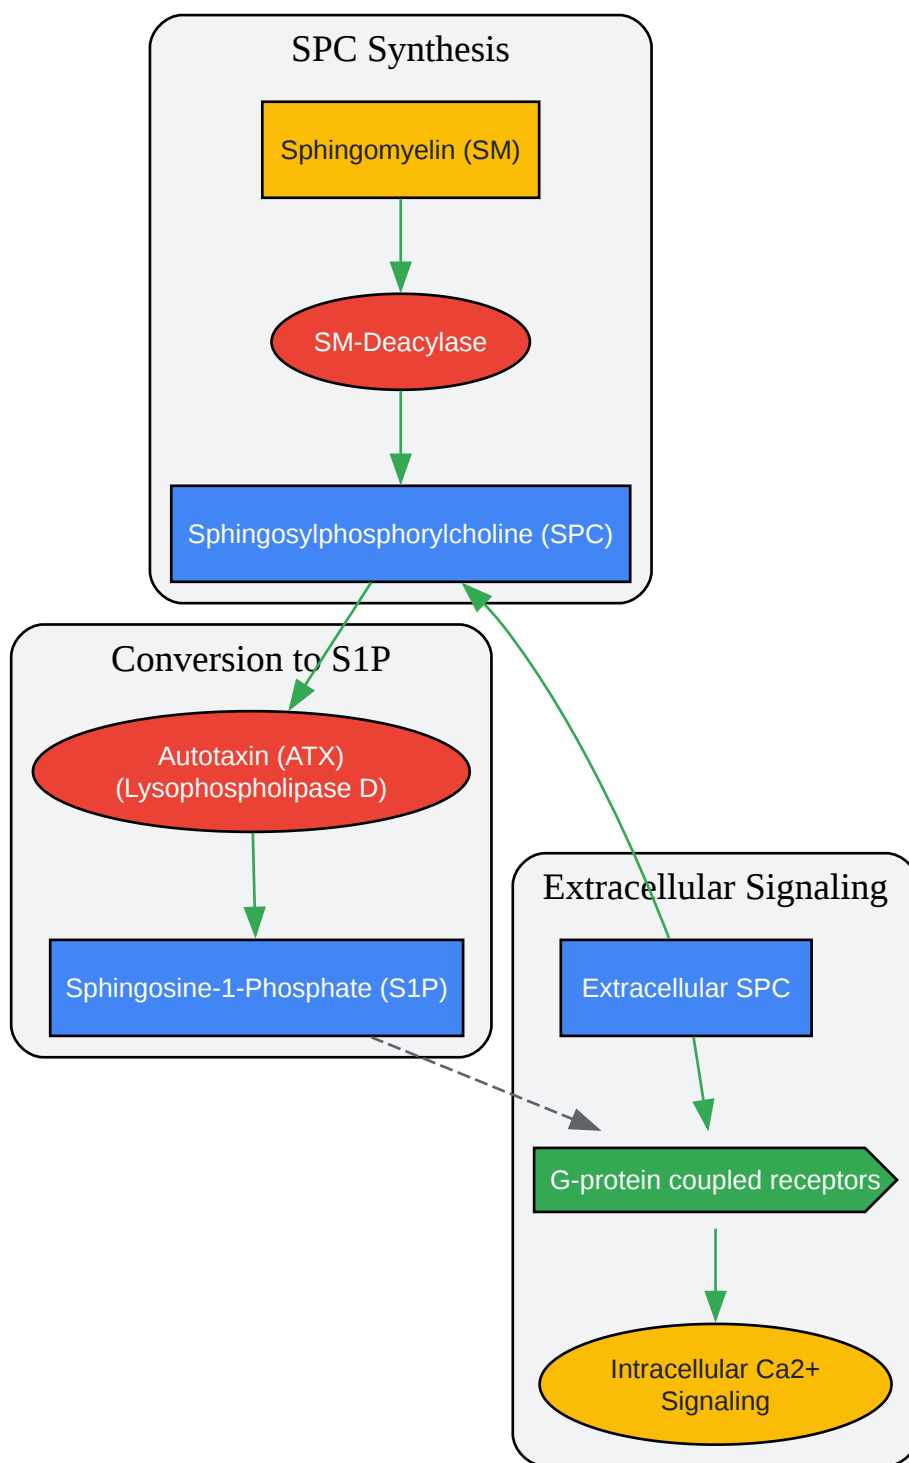 SPC Synthesis
Sphingomyelin (SM)
SM-Deacylase
Sphingosylphosphorylcholine (SPC)
Conversion to S1P
Autotaxin (ATX)
(Lysophospholipase D)
Sphingosine-1-Phosphate (S1P)
Extracellular Signaling
Extracellular SPC
G-protein coupled receptors
Intracellular Ca2+
Signaling